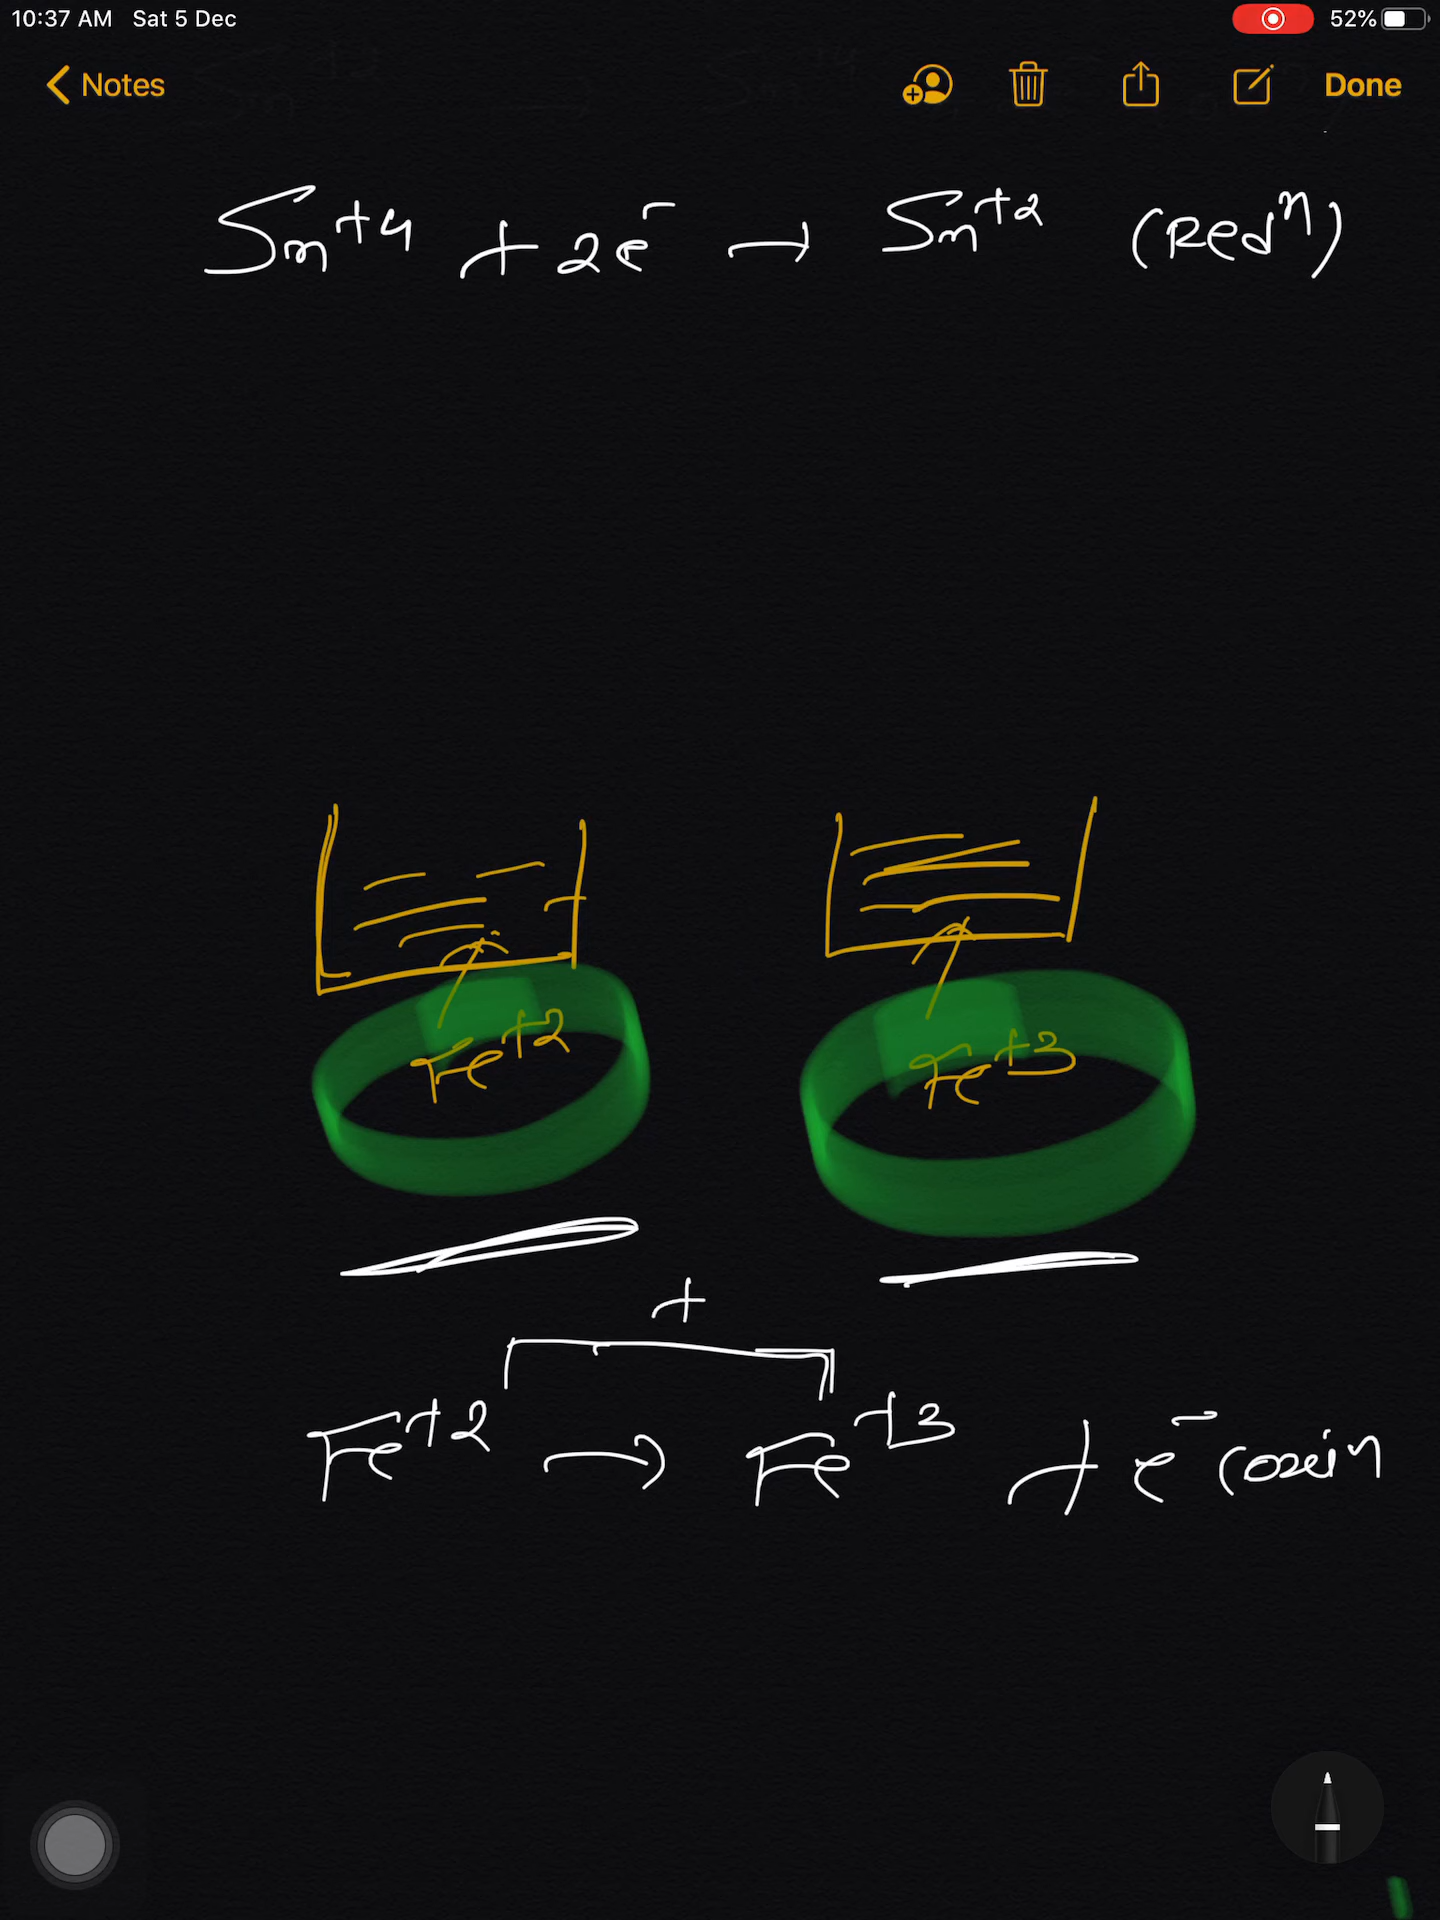 10:37 AM Sat 5 Dec 52%
Notes Done
Sn+4 + 2e- → Sn+2 (Redn)
Fe+2 Fe+3
+
Fe+2 → Fe+3 + e-